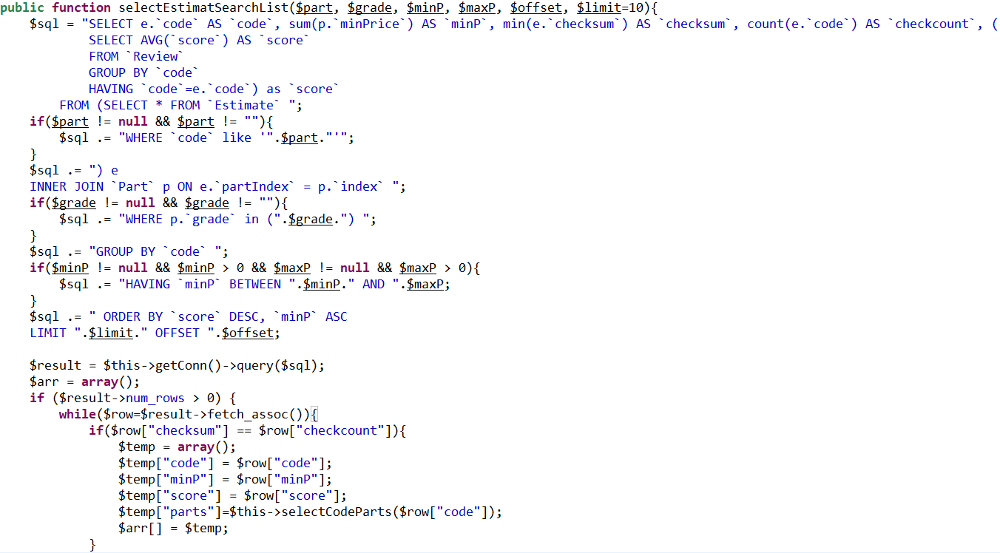 public function selectEstimatSearchList($part, $grade, $minP, $maxP, $offset, $limit=10){
    $sql = "SELECT e.`code` AS `code`, sum(p.`minPrice`) AS `minP`, min(e.`checksum`) AS `checksum`, count(e.`code`) AS `checkcount`, (
            SELECT AVG(`score`) AS `score`
            FROM `Review`
            GROUP BY `code`
            HAVING `code`=e.`code`) as `score`
        FROM (SELECT * FROM `Estimate` ";
    if($part != null && $part != ""){
        $sql .= "WHERE `code` like '".$part."'";
    }
    $sql .= ") e
    INNER JOIN `Part` p ON e.`partIndex` = p.`index` ";
    if($grade != null && $grade != ""){
        $sql .= "WHERE p.`grade` in (".$grade.") ";
    }
    $sql .= "GROUP BY `code` ";
    if($minP != null && $minP > 0 && $maxP != null && $maxP > 0){
        $sql .= "HAVING `minP` BETWEEN ".$minP." AND ".$maxP;
    }
    $sql .= " ORDER BY `score` DESC, `minP` ASC
    LIMIT ".$limit." OFFSET ".$offset;
    $result = $this->getConn()->query($sql);
    $arr = array();
    if ($result->num_rows > 0) {
        while($row=$result->fetch_assoc()){
            if($row["checksum"] == $row["checkcount"]){
                $temp = array();
                $temp["code"] = $row["code"];
                $temp["minP"] = $row["minP"];
                $temp["score"] = $row["score"];
                $temp["parts"]=$this->selectCodeParts($row["code"]);
                $arr[] = $temp;
            }